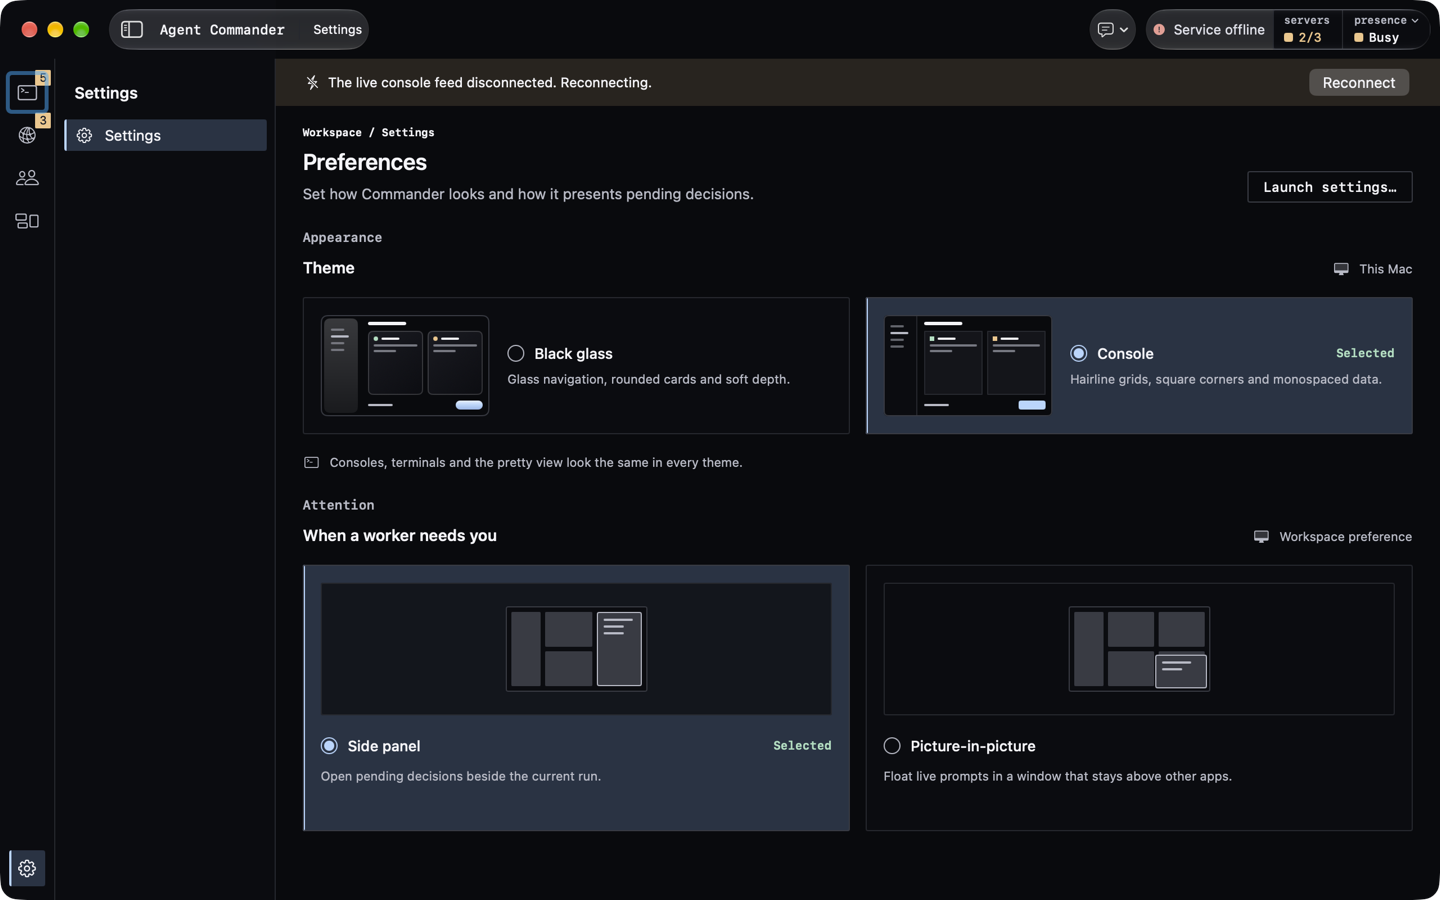 Agent Commander
Settings
Service offline
servers
2/3
presence
Busy
5
3
Settings
Settings
The live console feed disconnected. Reconnecting.
Reconnect
Workspace / Settings
Preferences
Set how Commander looks and how it presents pending decisions.
Launch settings…
Appearance
Theme
This Mac
Black glass
Glass navigation, rounded cards and soft depth.
Console
Selected
Hairline grids, square corners and monospaced data.
Consoles, terminals and the pretty view look the same in every theme.
Attention
When a worker needs you
Workspace preference
Side panel
Selected
Open pending decisions beside the current run.
Picture-in-picture
Float live prompts in a window that stays above other apps.